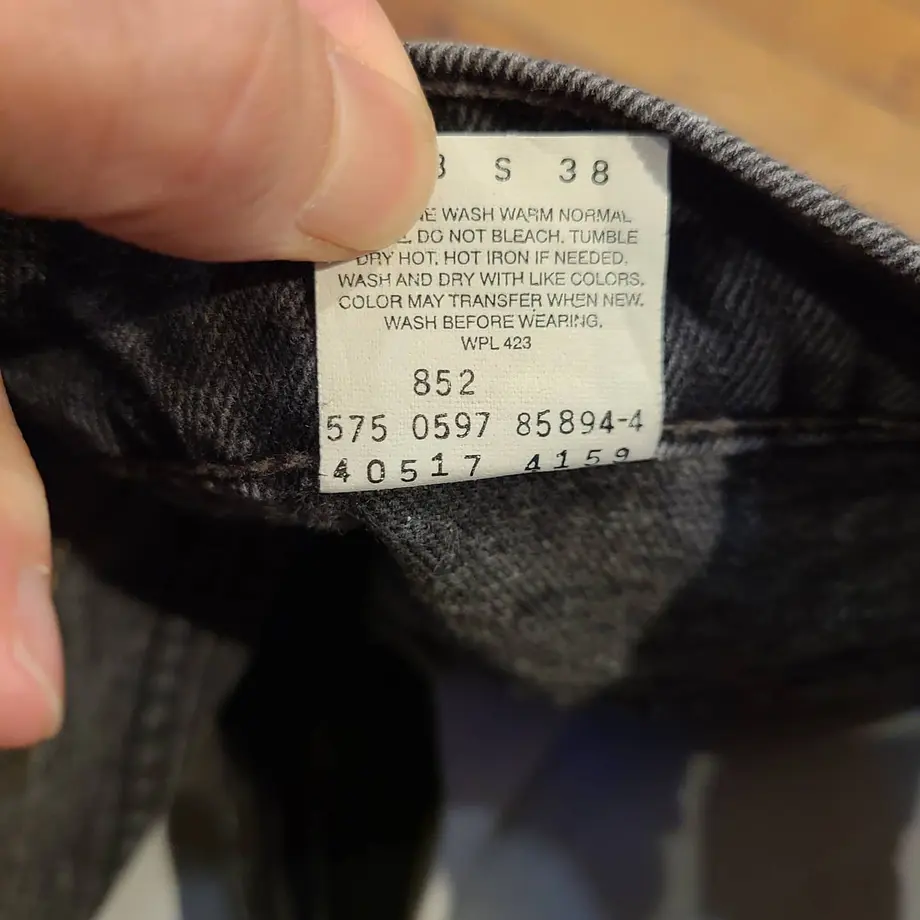 S 38
WASH WARM NORMAL
DO NOT BLEACH. TUMBLE
DRY HOT. HOT IRON IF NEEDED.
WASH AND DRY WITH LIKE COLORS.
COLOR MAY TRANSFER WHEN NEW.
WASH BEFORE WEARING.
WPL 423
852
575 0597 85894-4
40517 4159